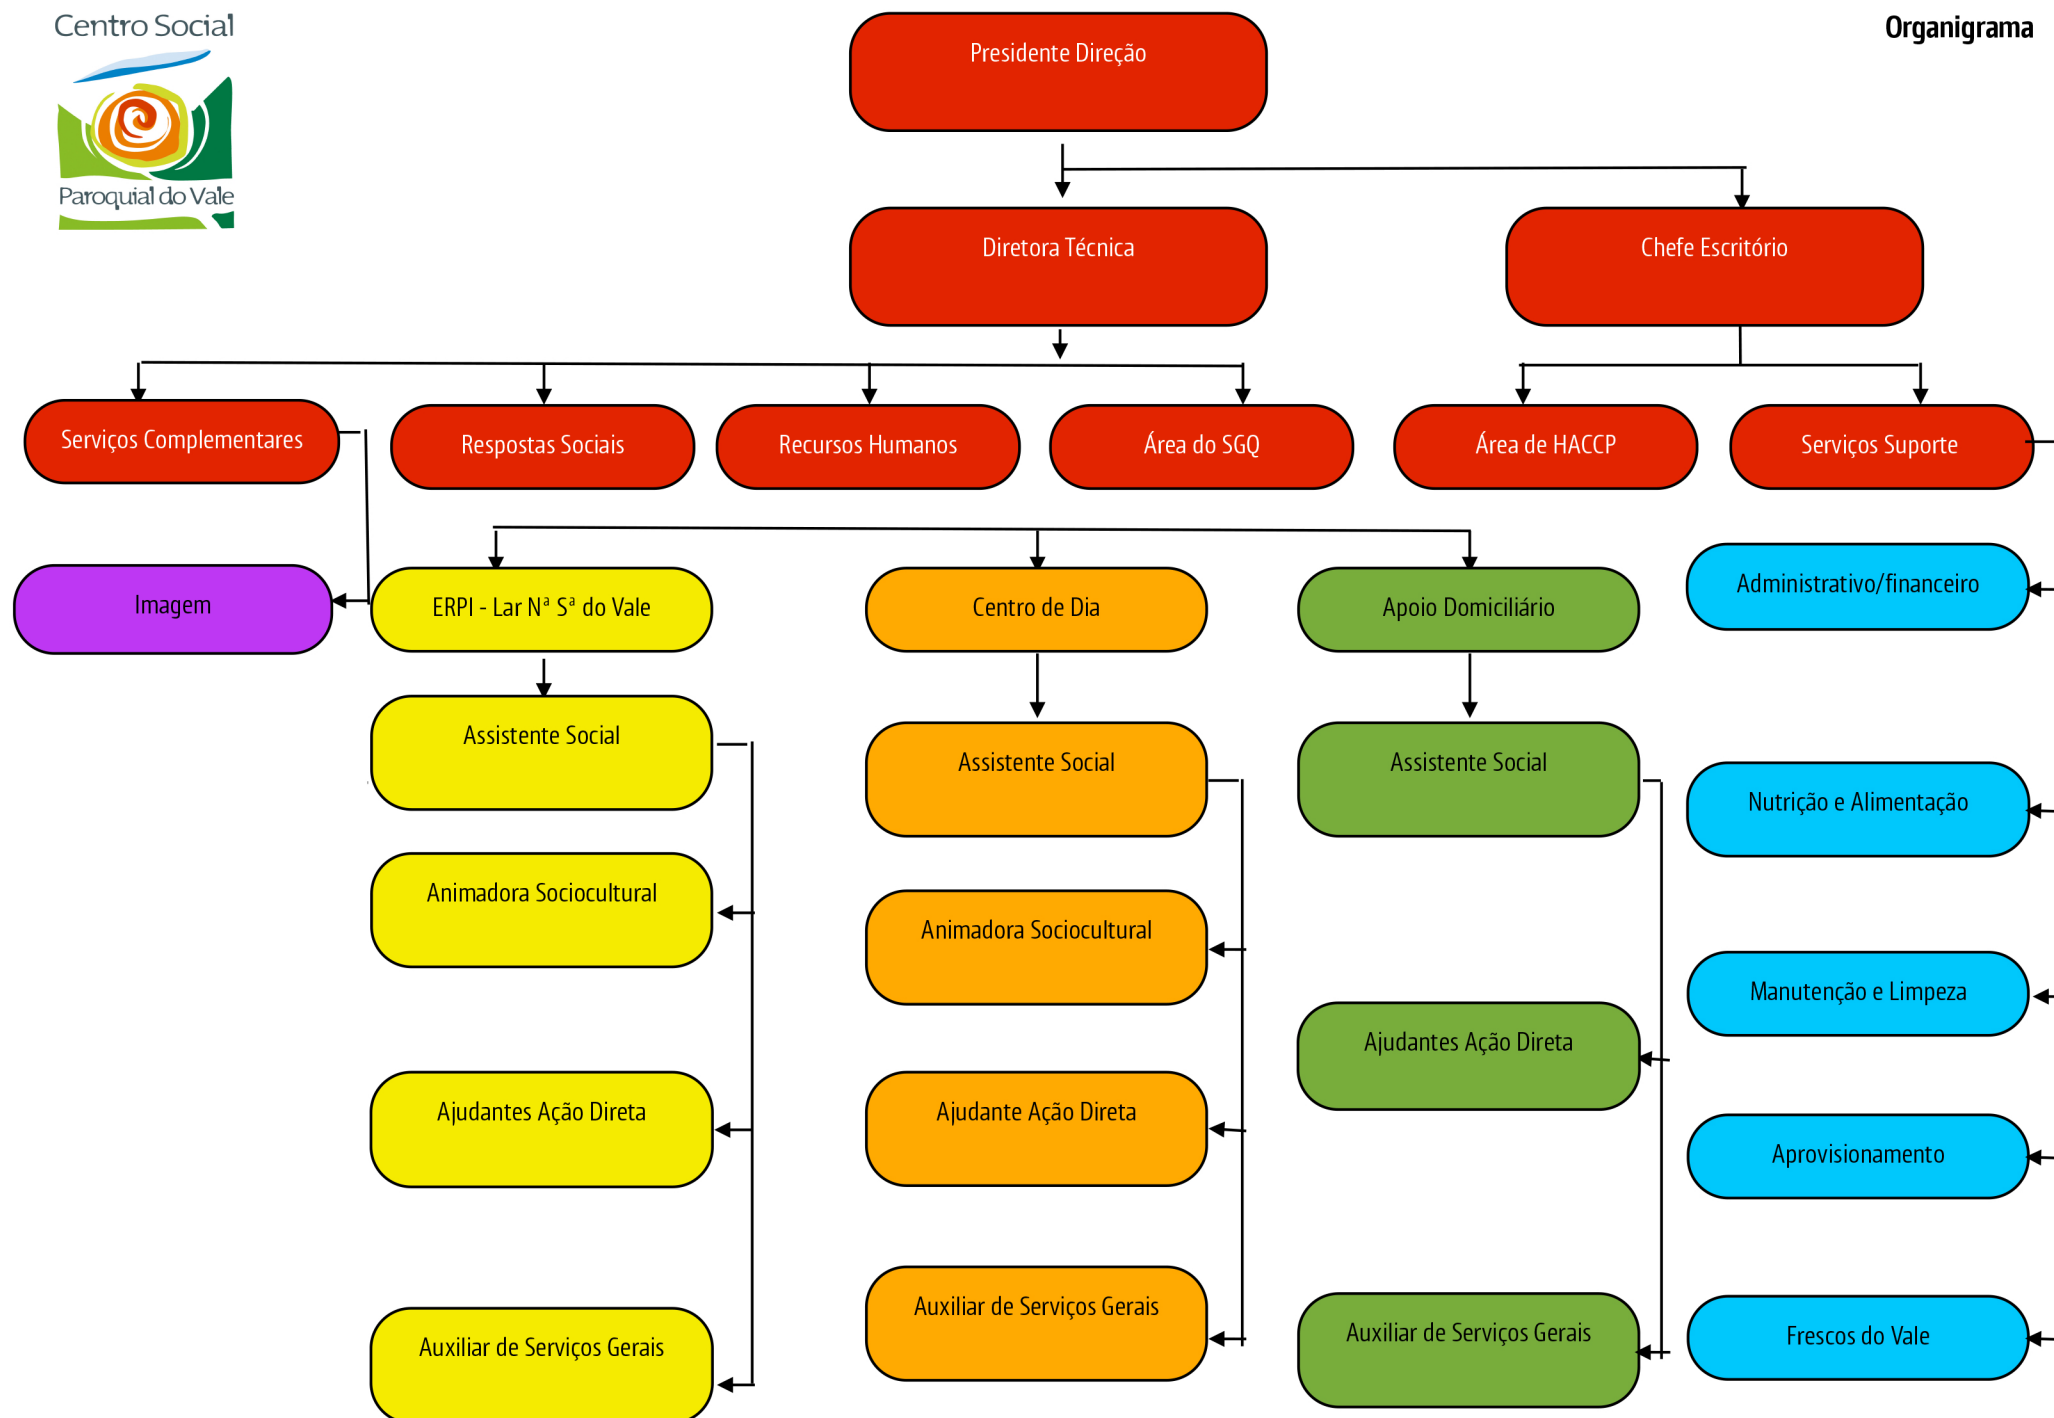 Centro Social
Paroquial do Vale
Organigrama
Presidente Direção
Diretora Técnica
Chefe Escritório
Serviços Complementares
Respostas Sociais
Recursos Humanos
Área do SGQ
Área de HACCP
Serviços Suporte
Imagem
ERPI - Lar Nª Sª do Vale
Centro de Dia
Apoio Domiciliário
Administrativo/financeiro
Assistente Social
Assistente Social
Assistente Social
Nutrição e Alimentação
Animadora Sociocultural
Animadora Sociocultural
Manutenção e Limpeza
Ajudantes Ação Direta
Ajudantes Ação Direta
Ajudante Ação Direta
Aprovisionamento
Auxiliar de Serviços Gerais
Auxiliar de Serviços Gerais
Auxiliar de Serviços Gerais
Frescos do Vale